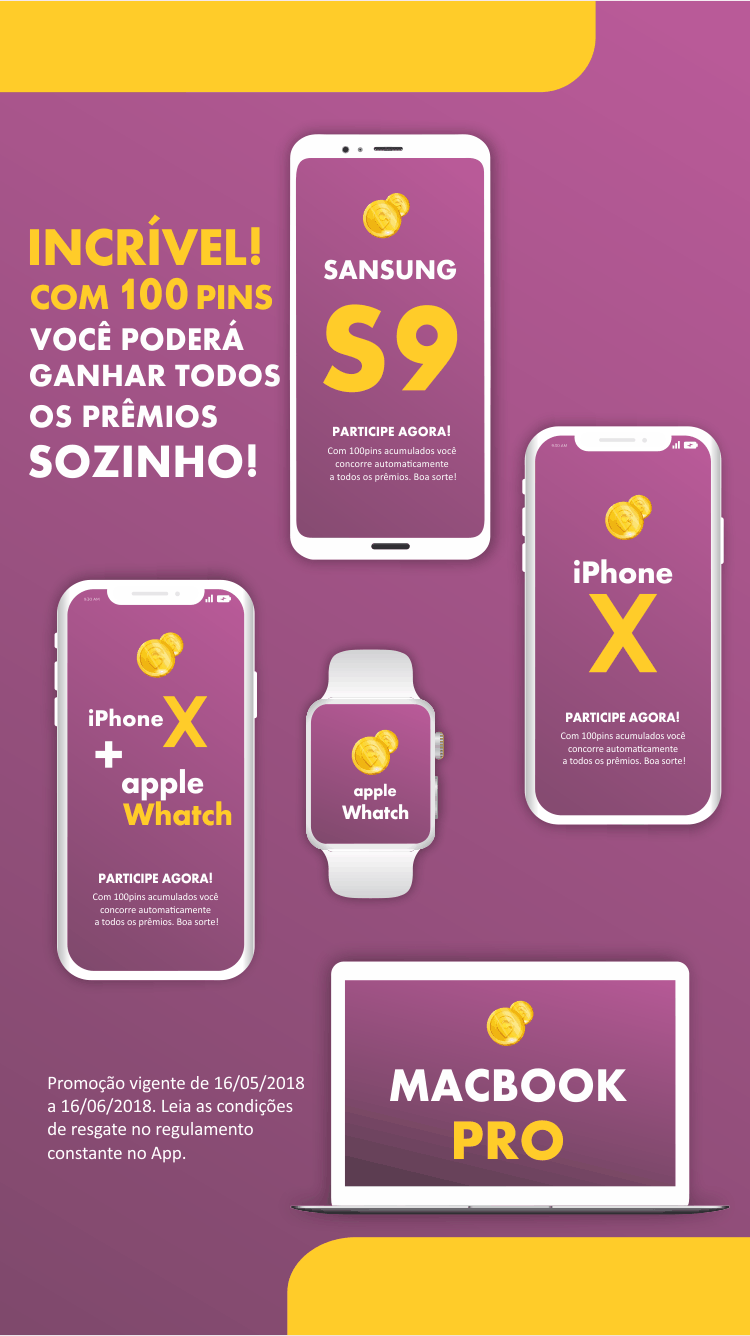 INCRÍVEL!
COM 100 PINS
VOCÊ PODERÁ
GANHAR TODOS
OS PRÊMIOS
SOZINHO!
SANSUNG
S9
PARTICIPE AGORA!
Com 100pins acumulados você
concorre automaticamente
a todos os prêmios. Boa sorte!
iPhone
X
PARTICIPE AGORA!
Com 100pins acumulados você
concorre automaticamente
a todos os prêmios. Boa sorte!
iPhone X
+
apple
Whatch
PARTICIPE AGORA!
Com 100pins acumulados você
concorre automaticamente
a todos os prêmios. Boa sorte!
apple
Whatch
MACBOOK
PRO
Promoção vigente de 16/05/2018
a 16/06/2018. Leia as condições
de resgate no regulamento
constante no App.